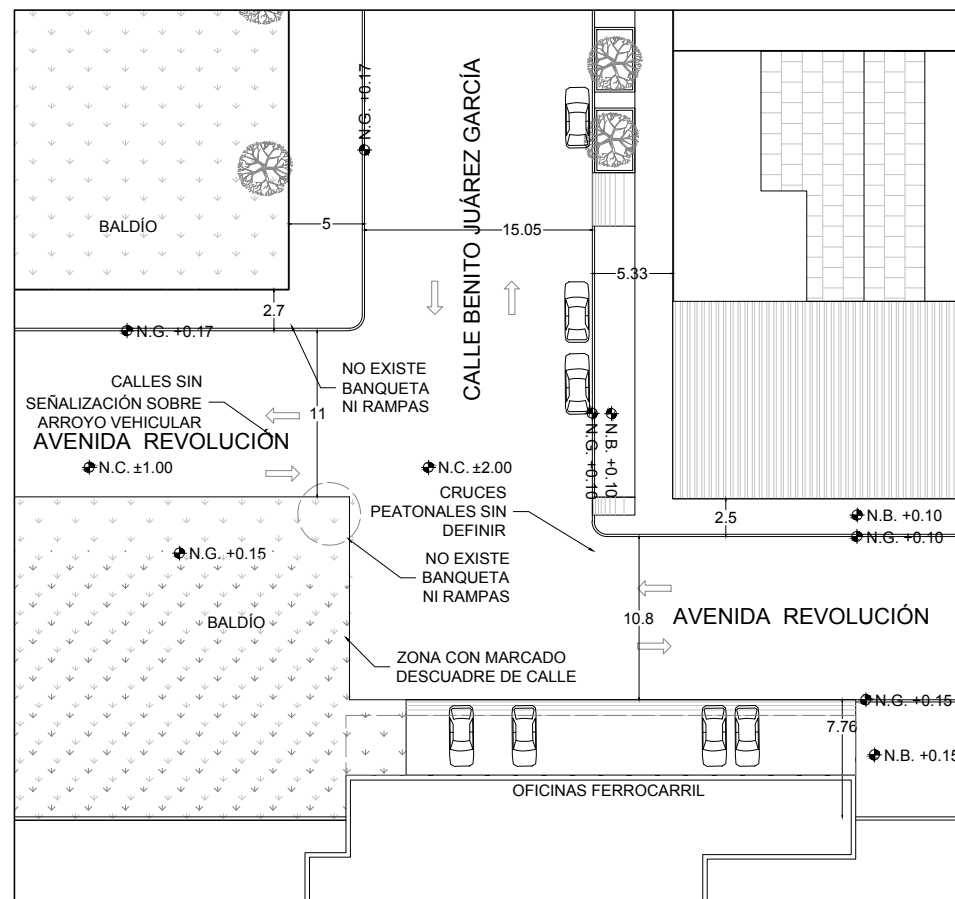 N.G. +0.17
CALLE BENITO JUÁREZ GARCÍA
BALDÍO
5
15.05
5.33
2.7
N.G. +0.17
NO EXISTE
BANQUETA
NI RAMPAS
CALLES SIN
SEÑALIZACIÓN SOBRE
ARROYO VEHICULAR
11
AVENIDA REVOLUCIÓN
N.G. +0.10
N.B. +0.10
N.C. ±1.00
N.C. ±2.00
CRUCES
PEATONALES SIN
DEFINIR
2.5
N.B. +0.10
N.G. +0.10
N.G. +0.15
NO EXISTE
BANQUETA
NI RAMPAS
BALDÍO
10.8
AVENIDA REVOLUCIÓN
ZONA CON MARCADO
DESCUADRE DE CALLE
N.G. +0.15
7.76
N.B. +0.15
OFICINAS FERROCARRIL